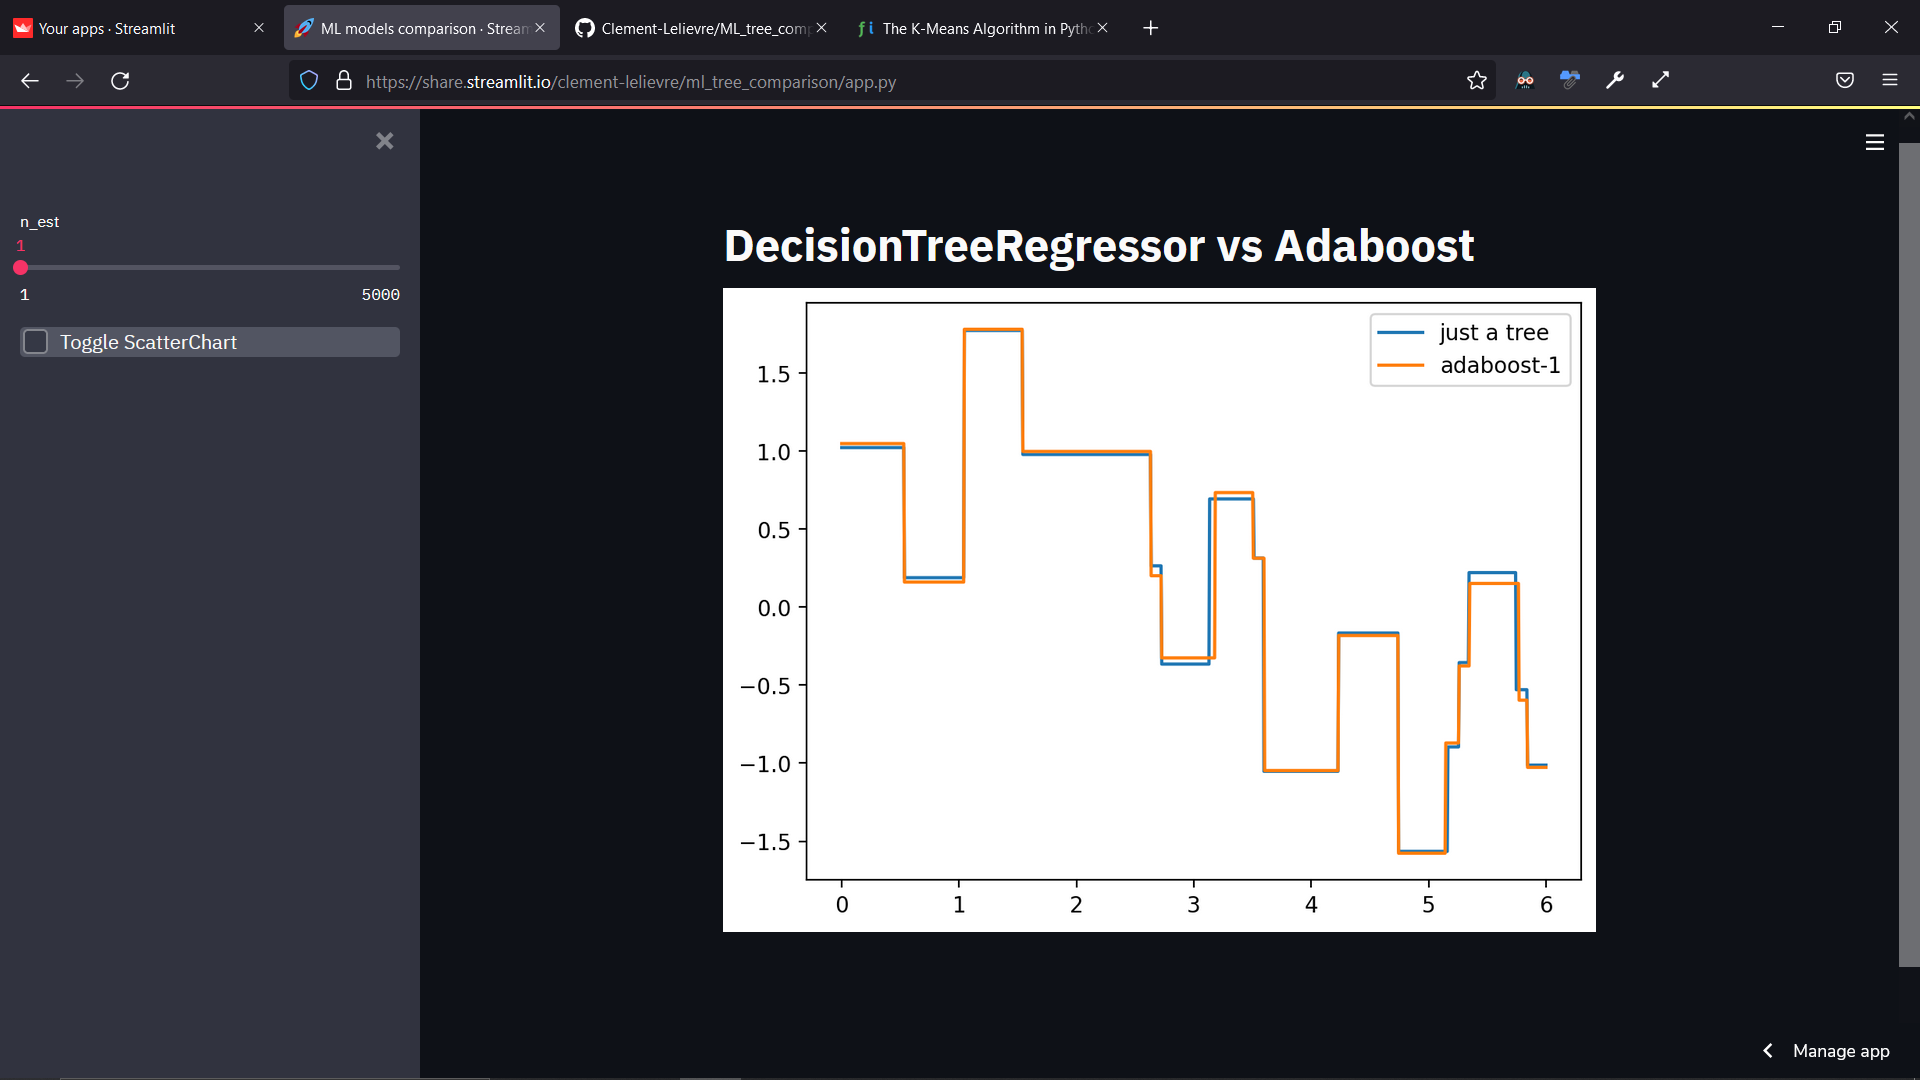 Your apps · Streamlit
ML models comparison · Stream
Clement-Lelievre/ML_tree_comp
The K-Means Algorithm in Pytho
https://share.streamlit.io/clement-lelievre/ml_tree_comparison/app.py
n_est
1
1 5000
Toggle ScatterChart
DecisionTreeRegressor vs Adaboost
just a tree
adaboost-1
1.5
1.0
0.5
0.0
−0.5
−1.0
−1.5
0 1 2 3 4 5 6
Manage app